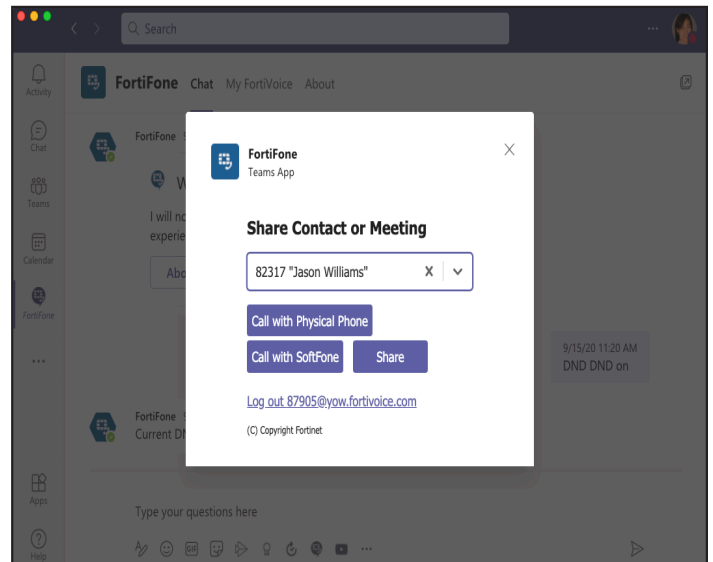 Search
Activity
Chat
Teams
Calendar
FortiFone
Apps
Help
FortiFone Chat My FortiVoice About
FortiFone
I will
experie
FortiFone
Current
9/15/20 11:20 AM
DND DND on
FortiFone
Teams App
Share Contact or Meeting
82317 "Jason Williams"
Call with Physical Phone
Call with SoftFone
Share
Log out 87905@yow.fortivoice.com
(C) Copyright Fortinet
Type your questions here
GIF